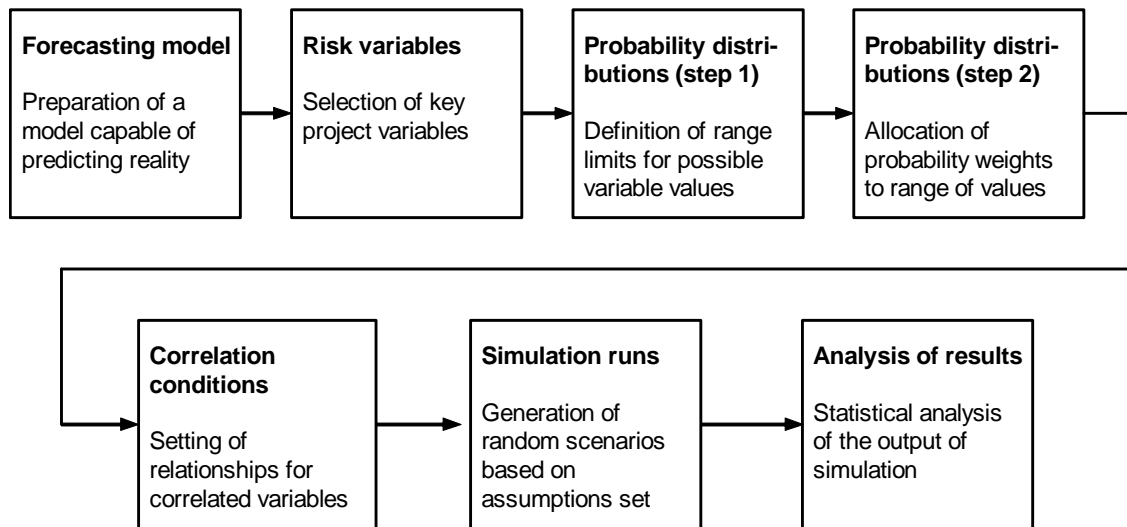 Forecasting model
Preparation of a
model capable of
predicting reality
Risk variables
Selection of key
project variables
Probability distri-
butions (step 1)
Definition of range
limits for possible
variable values
Probability distri-
butions (step 2)
Allocation of
probability weights
to range of values
Correlation
conditions
Setting of
relationships for
correlated variables
Simulation runs
Generation of
random scenarios
based on
assumptions set
Analysis of results
Statistical analysis
of the output of
simulation